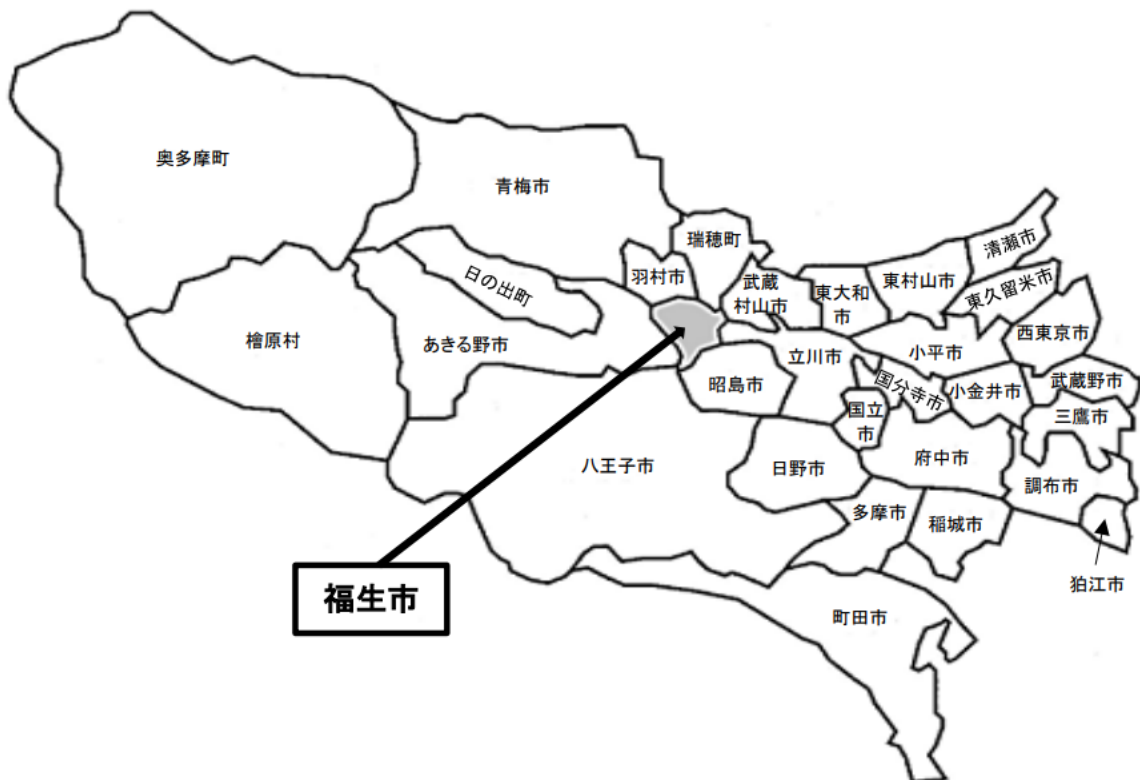 奥多摩町
青梅市
瑞穂町
清瀬市
羽村市
日の出町
武蔵
村山市
東大和
市
東村山市
東久留米市
檜原村
あきる野市
立川市
小平市
西東京市
昭島市
国分寺市
小金井市
武蔵野市
国立
市
三鷹市
八王子市
日野市
府中市
調布市
多摩市
稲城市
狛江市
福生市
町田市